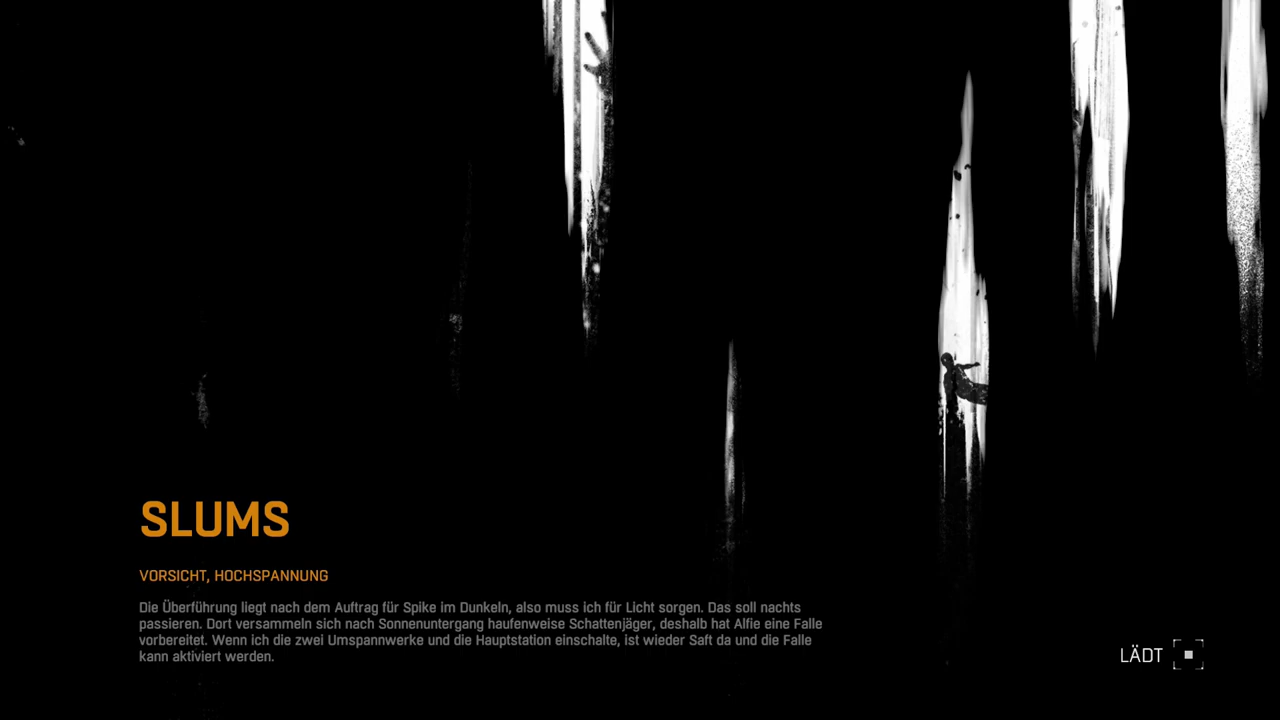 SLUMS
VORSICHT, HOCHSPANNUNG
Die Überführung liegt nach dem Auftrag für Spike im Dunkeln, also muss ich für Licht sorgen. Das soll nachts
passieren. Dort versammeln sich nach Sonnenuntergang haufenweise Schattenjäger, deshalb hat Alfie eine Falle
vorbereitet. Wenn ich die zwei Umspannwerke und die Hauptstation einschalte, ist wieder Saft da und die Falle
kann aktiviert werden.
LÄDT